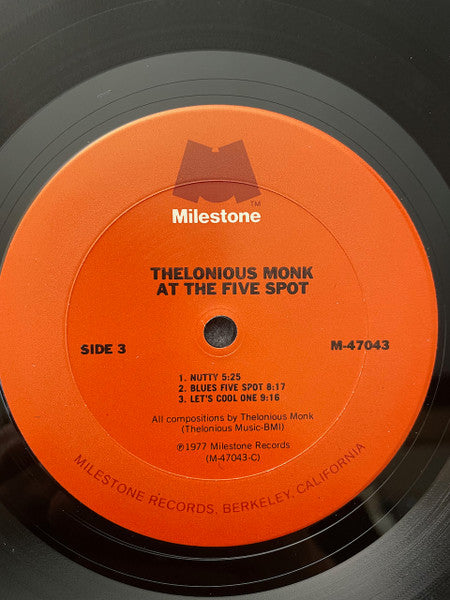 TM
Milestone
THELONIOUS MONK
AT THE FIVE SPOT
SIDE 3
M-47043
1. NUTTY 5:25
2. BLUES FIVE SPOT 8:17
3. LET'S COOL ONE 9:16
All compositions by Thelonious Monk
(Thelonious Music-BMI)
℗1977 Milestone Records
(M-47043-C)
MILESTONE RECORDS, BERKELEY, CALIFORNIA